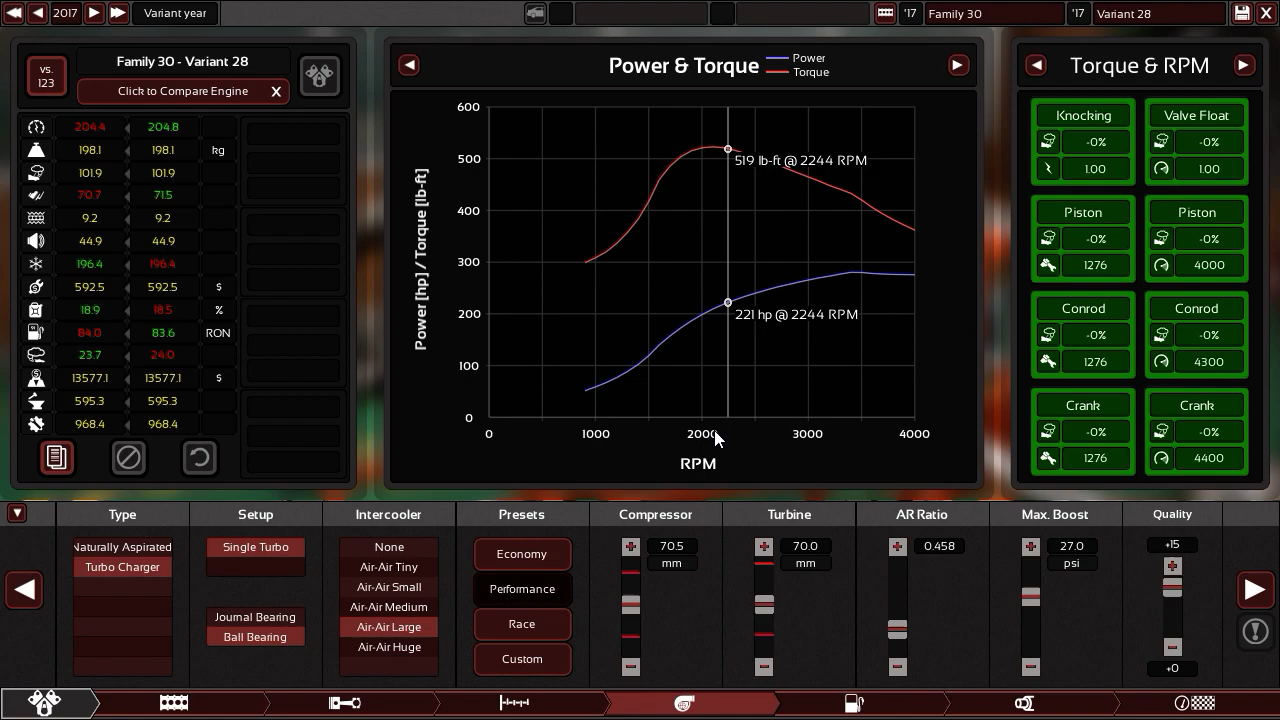 2017
Variant year
'17
Family 30
'17
Variant 28
vs.
123
Family 30 - Variant 28
Click to Compare Engine X
204.4 204.8
198.1 198.1 kg
101.9 101.9
70.7 71.5
9.2 9.2
44.9 44.9
196.4 196.4
592.5 592.5 $
18.9 18.5 %
84.0 83.6 RON
23.7 24.0
13577.1 13577.1 $
595.3 595.3
968.4 968.4
Power & Torque
Power
Torque
Power [hp] / Torque [lb-ft]
600
500
400
300
200
100
0
519 lb-ft @ 2244 RPM
221 hp @ 2244 RPM
0 1000 2000 3000 4000
RPM
Torque & RPM
Knocking Valve Float
-0% -0%
1.00 1.00
Piston Piston
-0% -0%
1276 4000
Conrod Conrod
-0% -0%
1276 4300
Crank Crank
-0% -0%
1276 4400
Type
Naturally Aspirated
Turbo Charger
Setup
Single Turbo
Journal Bearing
Ball Bearing
Intercooler
None
Air-Air Tiny
Air-Air Small
Air-Air Medium
Air-Air Large
Air-Air Huge
Presets
Economy
Performance
Race
Custom
Compressor
70.5
mm
Turbine
70.0
mm
AR Ratio
0.458
Max. Boost
27.0
psi
Quality
+15
+0